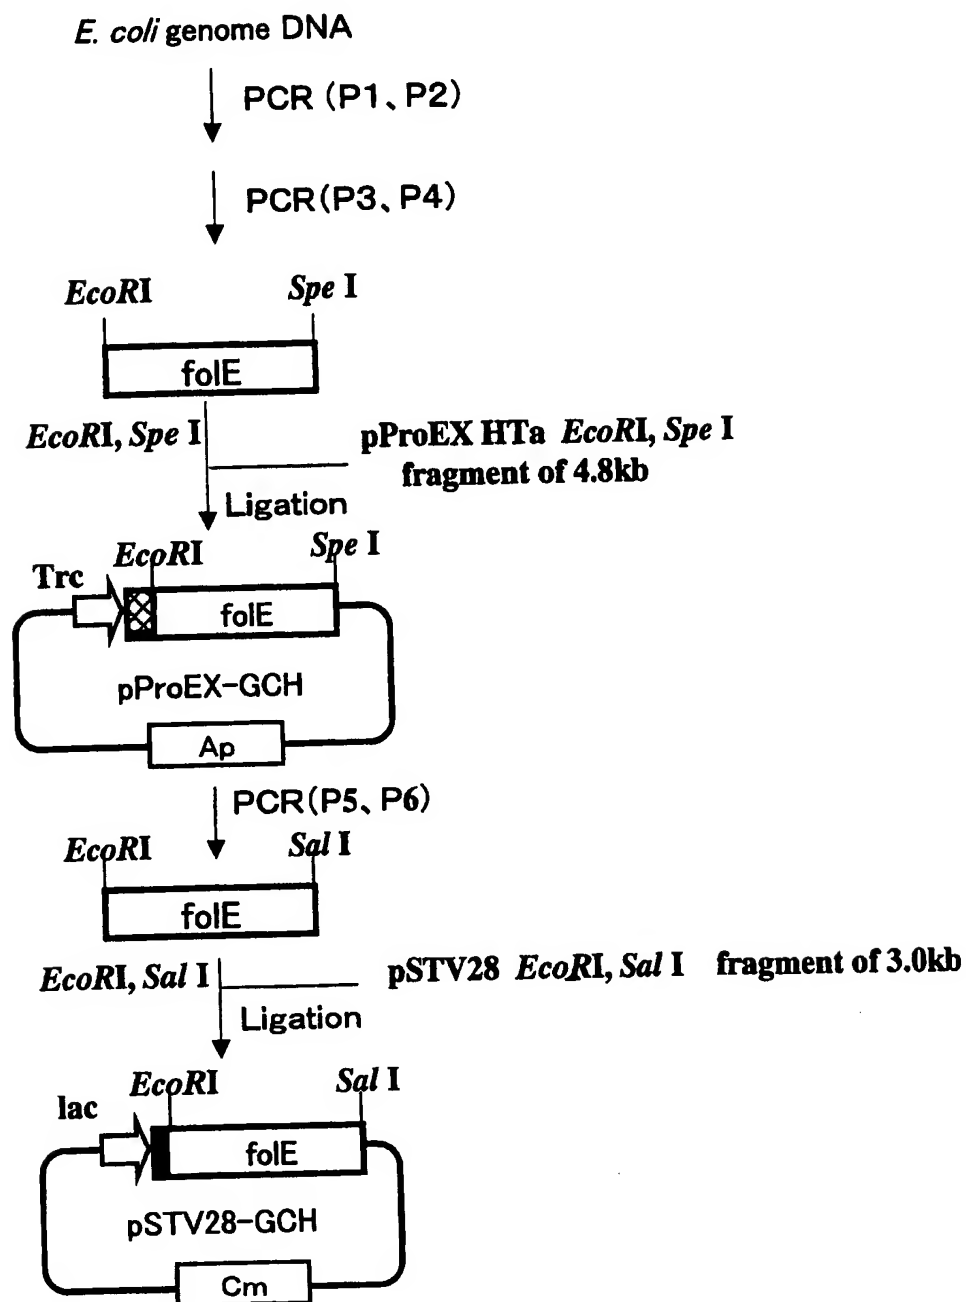 E. coli genome DNA
PCR (P1、P2)
PCR(P3、P4)
EcoRI Spe I
folE
EcoRI, Spe I
pProEX HTa EcoRI, Spe I
fragment of 4.8kb
Ligation
EcoRI Spe I
Trc
folE
pProEX-GCH
Ap
PCR(P5、P6)
EcoRI Sal I
folE
EcoRI, Sal I
pSTV28 EcoRI, Sal I fragment of 3.0kb
Ligation
EcoRI Sal I
lac
folE
pSTV28-GCH
Cm